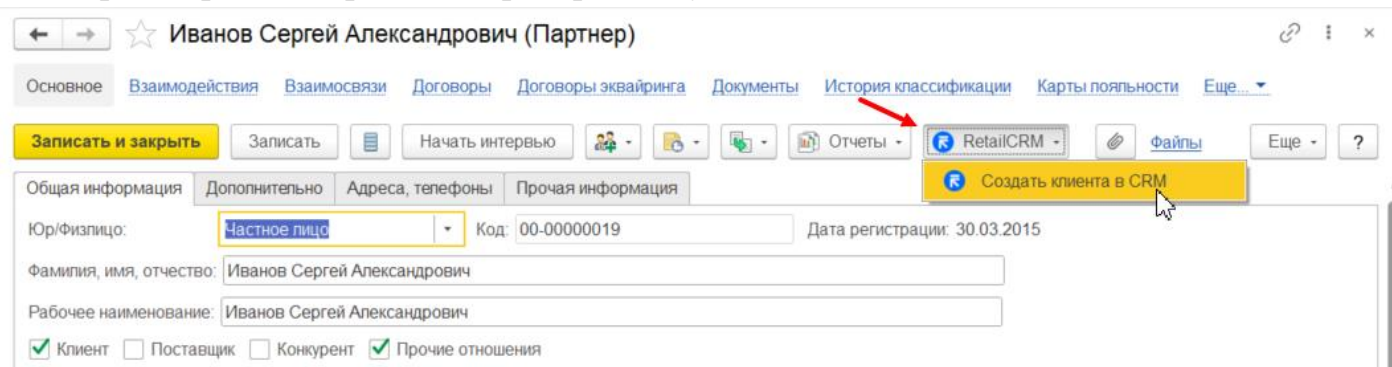 Иванов Сергей Александрович (Партнер)
Основное Взаимодействия Взаимосвязи Договоры Договоры эквайринга Документы История классификации Карты лояльности Еще...
Записать и закрыть Записать Начать интервью Отчеты RetailCRM Файлы Еще ?
Создать клиента в CRM
Общая информация Дополнительно Адреса, телефоны Прочая информация
Юр/Физлицо: Частное лицо Код: 00-00000019 Дата регистрации: 30.03.2015
Фамилия, имя, отчество: Иванов Сергей Александрович
Рабочее наименование: Иванов Сергей Александрович
Клиент Поставщик Конкурент Прочие отношения